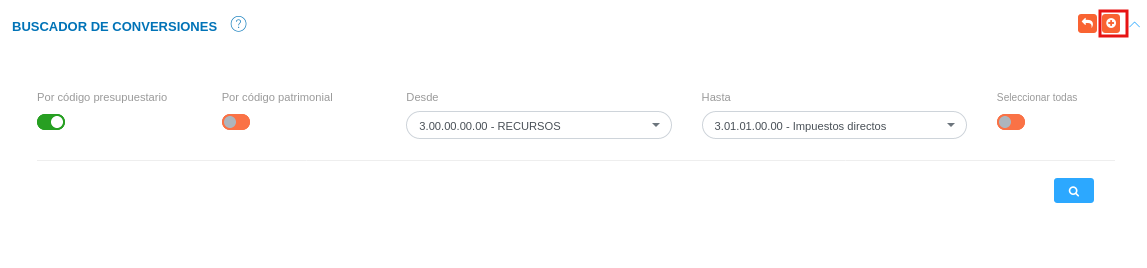 BUSCADOR DE CONVERSIONES ?
Por código presupuestario Por código patrimonial Desde Hasta Seleccionar todas
3.00.00.00.00 - RECURSOS 3.01.01.00.00 - Impuestos directos